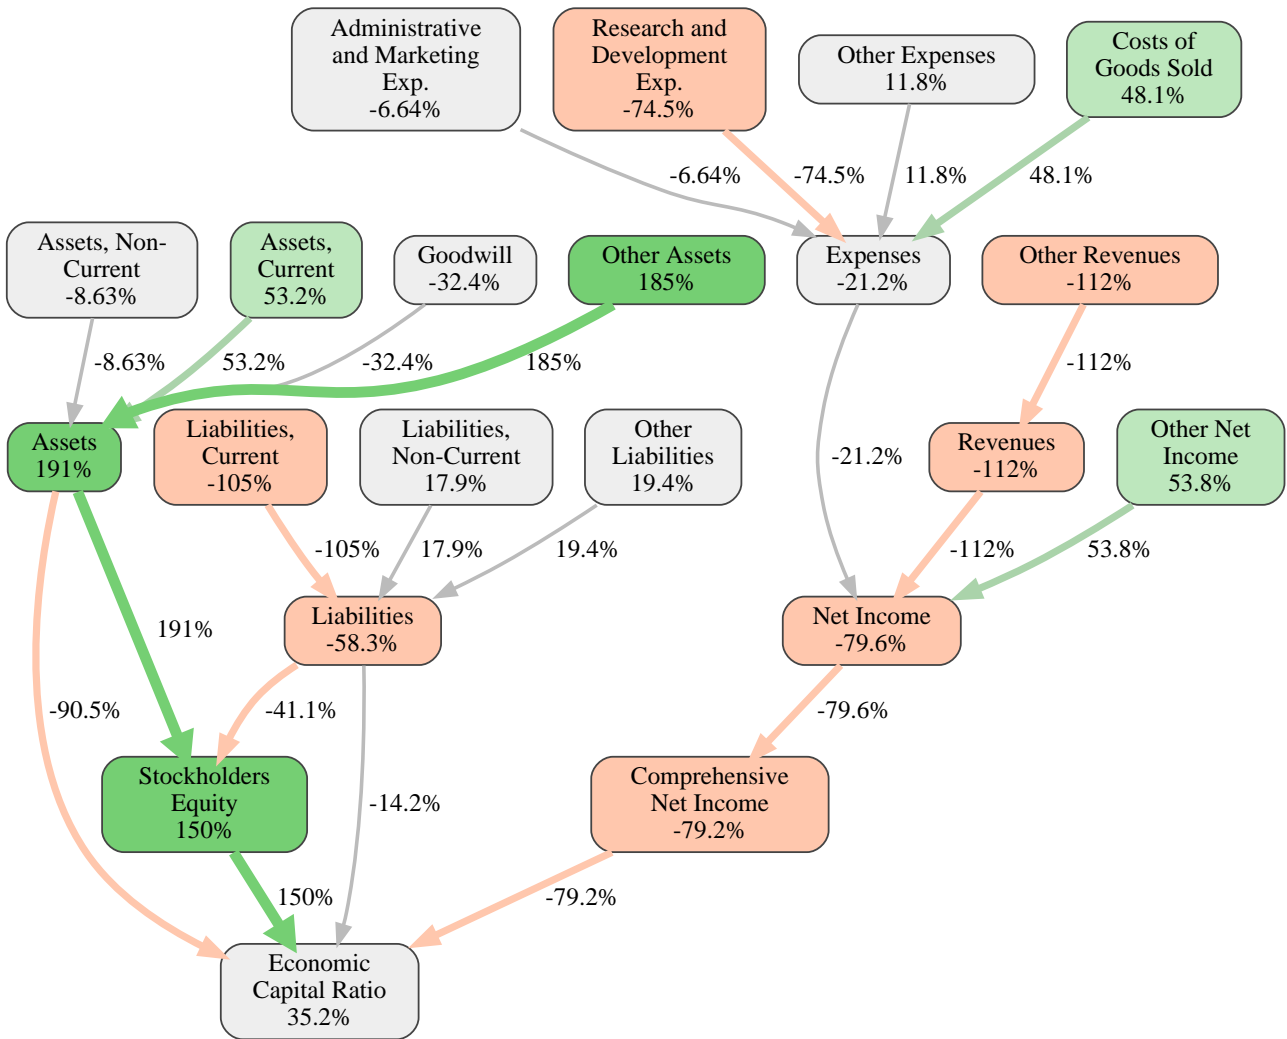 Administrative
and Marketing
Exp.
-6.64%
Research and
Development
Exp.
-74.5%
Other Expenses
11.8%
Costs of
Goods Sold
48.1%
-6.64%
-74.5%
11.8%
48.1%
Assets, Non-
Current
-8.63%
Assets,
Current
53.2%
Goodwill
-32.4%
Other Assets
185%
Expenses
-21.2%
Other Revenues
-112%
-8.63%
53.2%
-32.4%
185%
-112%
Assets
191%
Liabilities,
Current
-105%
Liabilities,
Non-Current
17.9%
Other
Liabilities
19.4%
-21.2%
Revenues
-112%
Other Net
Income
53.8%
-105%
17.9%
19.4%
-112%
53.8%
191%
Liabilities
-58.3%
Net Income
-79.6%
-90.5%
-41.1%
-79.6%
Stockholders
Equity
150%
-14.2%
Comprehensive
Net Income
-79.2%
150%
-79.2%
Economic
Capital Ratio
35.2%